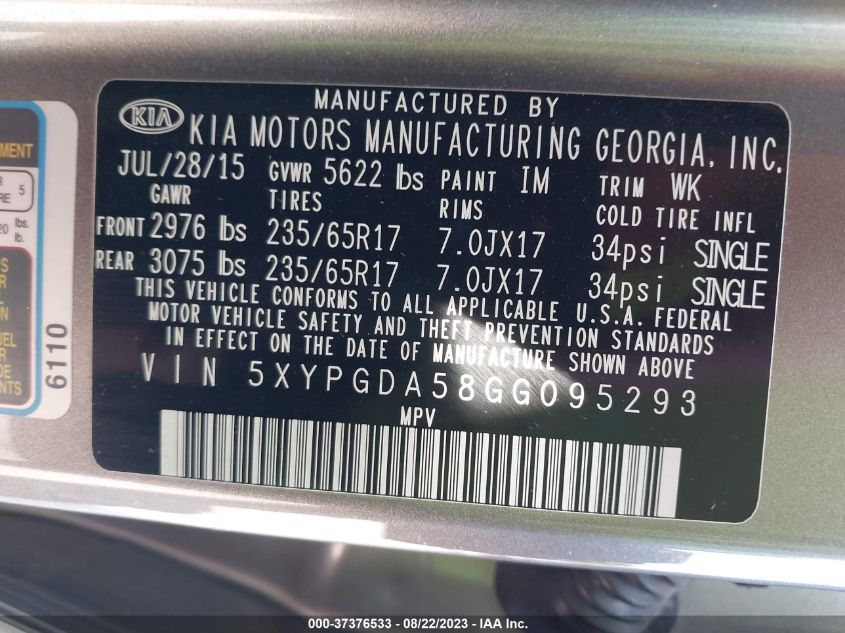 MANUFACTURED BY
KIA KIA MOTORS MANUFACTURING GEORGIA, INC.
JUL/28/15 GVWR 5622 lbs PAINT IM TRIM WK
GAWR TIRES RIMS COLD TIRE INFL
FRONT 2976 lbs 235/65R17 7.0JX17 34psi SINGLE
REAR 3075 lbs 235/65R17 7.0JX17 34psi SINGLE
THIS VEHICLE CONFORMS TO ALL APPLICABLE U.S.A. FEDERAL
MOTOR VEHICLE SAFETY AND THEFT PREVENTION STANDARDS
IN EFFECT ON THE DATE OF MANUFACTURE SHOWN ABOVE
VIN 5XYPGDA58GG095293
MPV
5
lbs.
lb.
6110
000-37376533 - 08/22/2023 - IAA Inc.